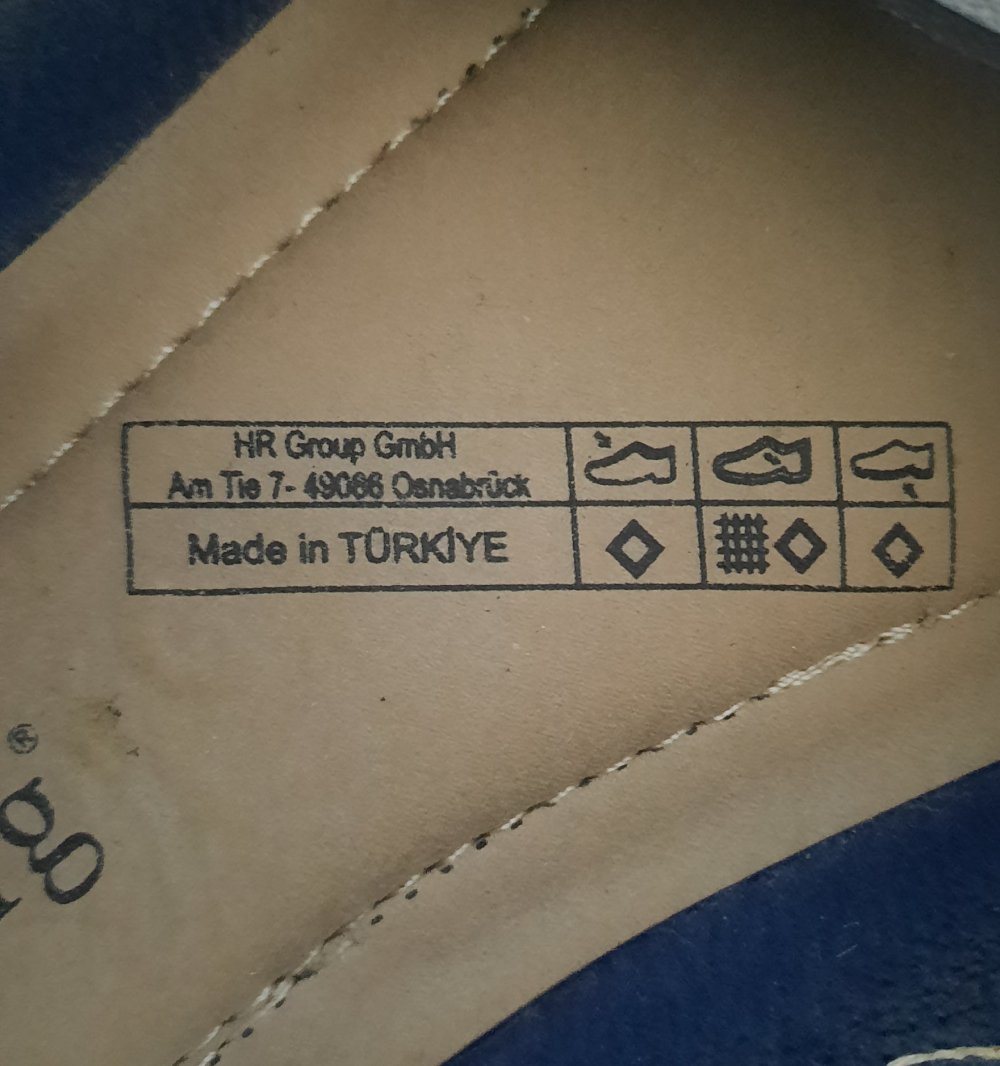 HR Group GmbH
Am Tie 7- 49086 Osnabrück
Made in TÜRKİYE
®
g